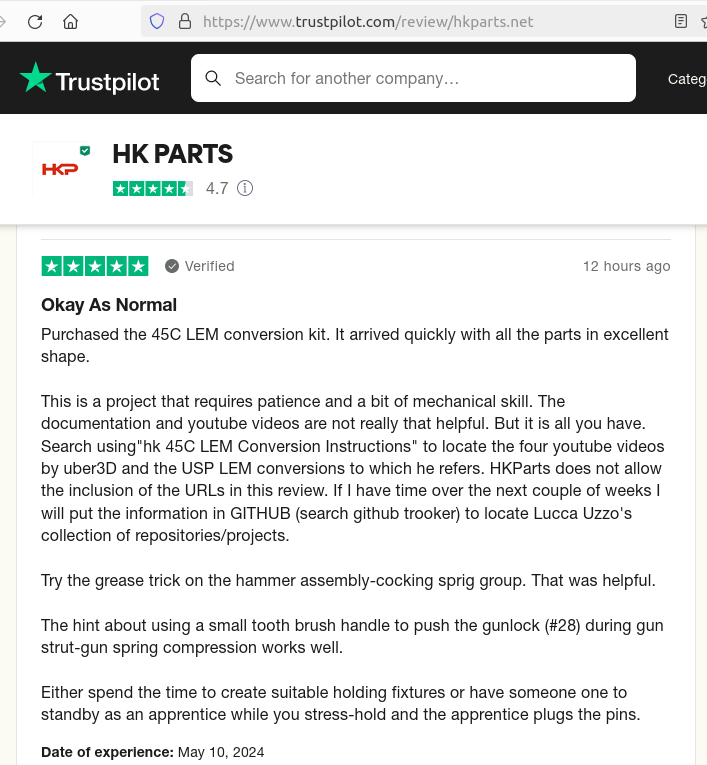 https://www.trustpilot.com/review/hkparts.net
Trustpilot
Search for another company…
Categ
HKP
HK PARTS
4.7
Verified
12 hours ago
Okay As Normal
Purchased the 45C LEM conversion kit. It arrived quickly with all the parts in excellent
shape.
This is a project that requires patience and a bit of mechanical skill. The
documentation and youtube videos are not really that helpful. But it is all you have.
Search using"hk 45C LEM Conversion Instructions" to locate the four youtube videos
by uber3D and the USP LEM conversions to which he refers. HKParts does not allow
the inclusion of the URLs in this review. If I have time over the next couple of weeks I
will put the information in GITHUB (search github trooker) to locate Lucca Uzzo's
collection of repositories/projects.
Try the grease trick on the hammer assembly-cocking sprig group. That was helpful.
The hint about using a small tooth brush handle to push the gunlock (#28) during gun
strut-gun spring compression works well.
Either spend the time to create suitable holding fixtures or have someone one to
standby as an apprentice while you stress-hold and the apprentice plugs the pins.
Date of experience: May 10, 2024